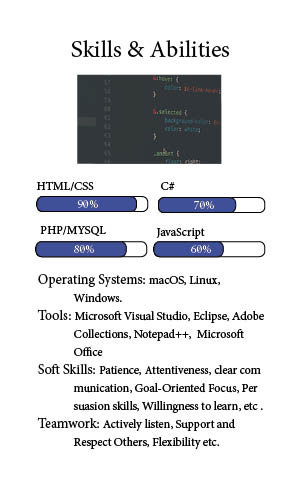 Skills & Abilities
&:hover {
color:
&.selected {
background-color:
color: white;
.ansort {
float: right;
HTML/CSS
90%
C#
70%
PHP/MYSQL
80%
JavaScript
60%
Operating Systems: macOS, Linux,
Windows.
Tools: Microsoft Visual Studio, Eclipse, Adobe
Collections, Notepad++, Microsoft
Office
Soft Skills: Patience, Attentiveness, clear com
munication, Goal-Oriented Focus, Per
suasion skills, Willingness to learn, etc .
Teamwork: Actively listen, Support and
Respect Others, Flexibility etc.